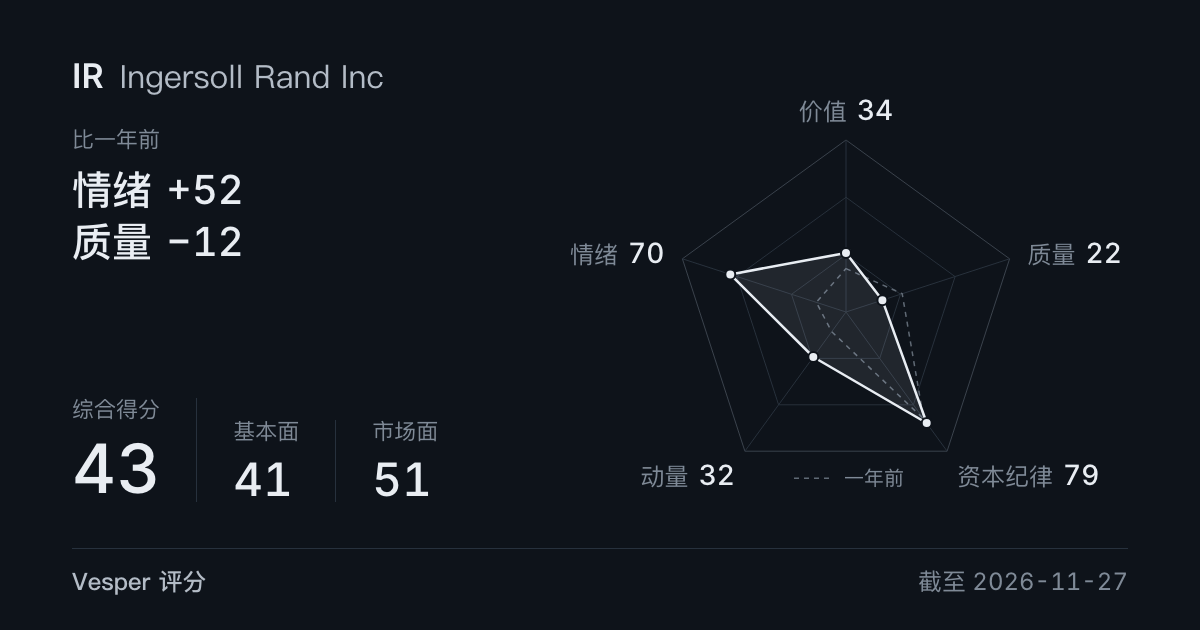 IR Ingersoll Rand Inc
比一年前
情绪 +52
质量 −12
综合得分
43
基本面
41
市场面
51
价值 34
质量 22
资本纪律 79
动量 32
情绪 70
一年前
Vesper 评分
截至 2026-11-27